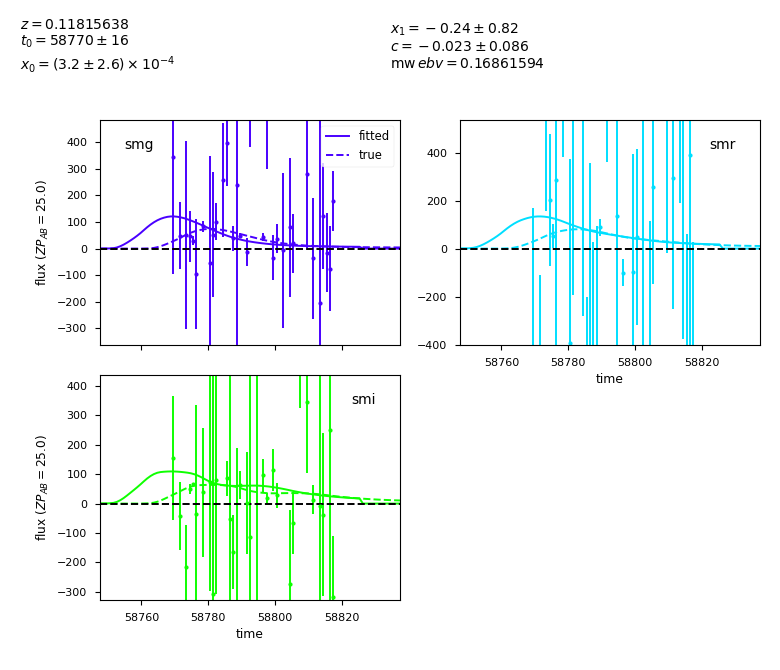 z = 0.11815638
t₀ = 58770 ± 16
x₀ = (3.2 ± 2.6) × 10⁻⁴
x₁ = −0.24 ± 0.82
c = −0.023 ± 0.086
mw ebv = 0.16861594
smg
fitted
true
400
300
200
100
0
−100
−200
−300
flux (ZP_AB = 25.0)
smr
400
200
0
−200
−400
58760 58780 58800 58820
time
smi
400
300
200
100
0
−100
−200
−300
flux (ZP_AB = 25.0)
58760 58780 58800 58820
time